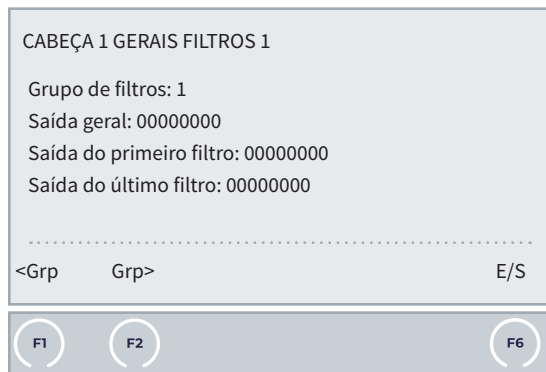 CABEÇA 1 GERAIS FILTROS 1
Grupo de filtros: 1
Saída geral: 00000000
Saída do primeiro filtro: 00000000
Saída do último filtro: 00000000
<Grp Grp> E/S
F1 F2 F6